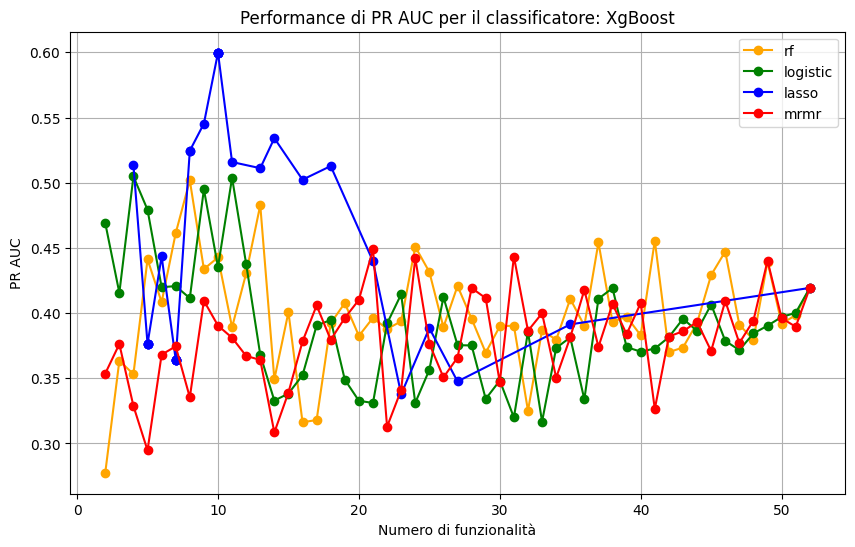 Performance di PR AUC per il classificatore: XgBoost
rf
logistic
lasso
mrmr
PR AUC
0.60
0.55
0.50
0.45
0.40
0.35
0.30
0
10
20
30
40
50
Numero di funzionalità